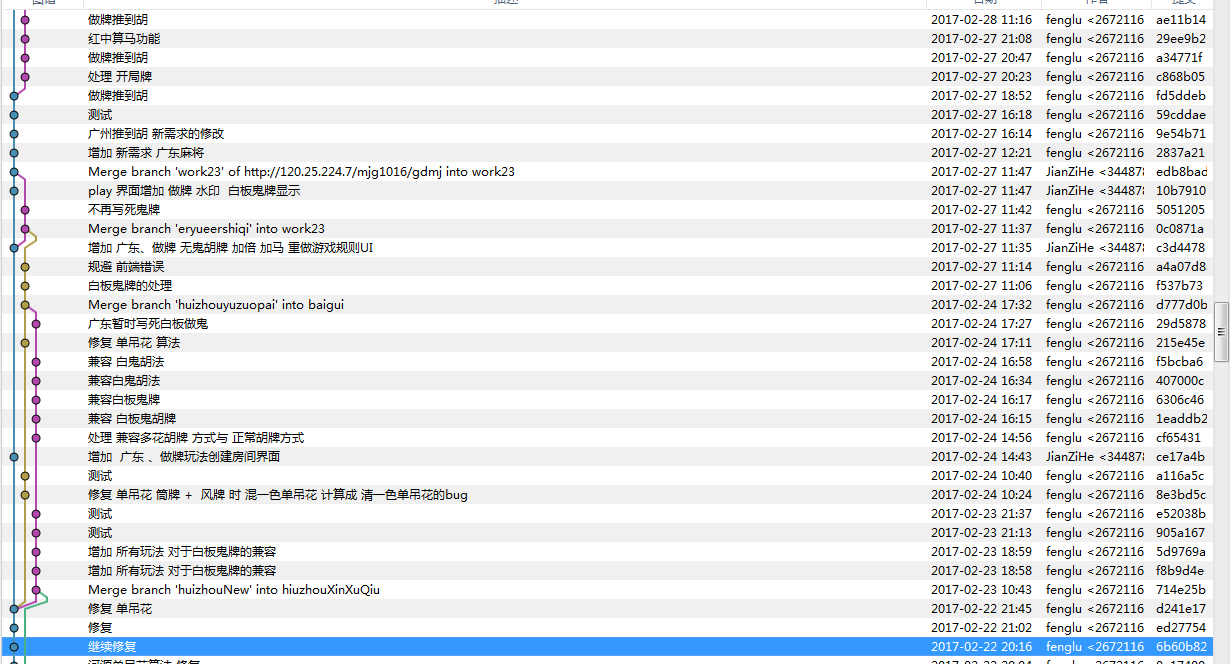 图谱 描述 日期 作者 提交
做牌推到胡 2017-02-28 11:16 fenglu <2672116 ae11b14
红中算马功能 2017-02-27 21:08 fenglu <2672116 29ee9b2
做牌推到胡 2017-02-27 20:47 fenglu <2672116 a34771f
处理 开局牌 2017-02-27 20:23 fenglu <2672116 c868b05
做牌推到胡 2017-02-27 18:52 fenglu <2672116 fd5ddeb
测试 2017-02-27 16:18 fenglu <2672116 59cddae
广州推到胡 新需求的修改 2017-02-27 16:14 fenglu <2672116 9e54b71
增加 新需求 广东麻将 2017-02-27 12:21 fenglu <2672116 2837a21
Merge branch 'work23' of http://120.25.224.7/mjg1016/gdmj into work23 2017-02-27 11:47 JianZiHe <34487 edb8bad
play 界面增加 做牌 水印 白板鬼牌显示 2017-02-27 11:47 JianZiHe <34487 10b7910
不再写死鬼牌 2017-02-27 11:42 fenglu <2672116 5051205
Merge branch 'eryueershiqi' into work23 2017-02-27 11:37 fenglu <2672116 0c0871a
增加 广东、做牌 无鬼胡牌 加倍 加马 重做游戏规则UI 2017-02-27 11:35 JianZiHe <34487 c3d4478
规避 前端错误 2017-02-27 11:14 fenglu <2672116 a4a07d8
白板鬼牌的处理 2017-02-27 11:06 fenglu <2672116 f537b73
Merge branch 'huizhouyuzuopai' into baigui 2017-02-24 17:32 fenglu <2672116 d777d0b
广东暂时写死白板做鬼 2017-02-24 17:27 fenglu <2672116 29d5878
修复 单吊花 算法 2017-02-24 17:11 fenglu <2672116 215e45e
兼容 白鬼胡法 2017-02-24 16:58 fenglu <2672116 f5bcba6
兼容白鬼胡法 2017-02-24 16:34 fenglu <2672116 407000c
兼容白板鬼牌 2017-02-24 16:17 fenglu <2672116 6306c46
兼容 白板鬼胡牌 2017-02-24 16:15 fenglu <2672116 1eaddb2
处理 兼容多花胡牌 方式与 正常胡牌方式 2017-02-24 14:56 fenglu <2672116 cf65431
增加 广东 、做牌玩法创建房间界面 2017-02-24 14:43 JianZiHe <34487 ce17a4b
测试 2017-02-24 10:40 fenglu <2672116 a116a5c
修复 单吊花 筒牌 + 风牌 时 混一色单吊花 计算成 清一色单吊花的bug 2017-02-24 10:24 fenglu <2672116 8e3bd5c
测试 2017-02-23 21:37 fenglu <2672116 e52038b
测试 2017-02-23 21:13 fenglu <2672116 905a167
增加 所有玩法 对于白板鬼牌的兼容 2017-02-23 18:59 fenglu <2672116 5d9769a
增加 所有玩法 对于白板鬼牌的兼容 2017-02-23 18:58 fenglu <2672116 f8b9d4e
Merge branch 'huizhouNew' into hiuzhouXinXuQiu 2017-02-23 10:43 fenglu <2672116 714e25b
修复 单吊花 2017-02-22 21:45 fenglu <2672116 d241e17
修复 2017-02-22 21:02 fenglu <2672116 ed27754
继续修复 2017-02-22 20:16 fenglu <2672116 6b60b82